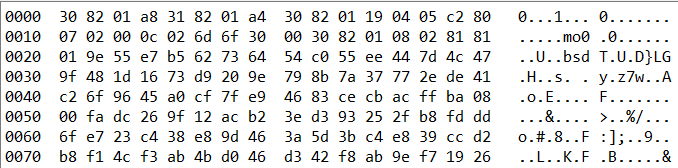 0000 30 82 01 a8 31 82 01 a4 30 82 01 19 04 05 c2 80 0...1...0.......
0010 07 02 00 0c 02 6d 6f 30 00 30 82 01 08 02 81 81 .....mo0.0......
0020 01 9e 55 e7 b5 62 73 64 54 c0 55 ee 44 7d 4c 47 ..U..bsdT.U.D}LG
0030 9f 48 1d 16 73 d9 20 9e 79 8b 7a 37 77 2e de 41 .H..s. .y.z7w..A
0040 c2 6f 96 45 a0 cf 7f e9 46 83 ce cb ac ff ba 08 .o.E....F.......
0050 00 fa dc 26 9f 12 ac b2 3e d3 93 25 2f b8 fd dd ...&....>..%/...
0060 6f e7 23 c4 38 e8 9d 46 3a 5d 3b c4 e8 39 cc d2 o.#.8..F:];..9..
0070 b8 f1 4c f3 ab 4b d0 46 d3 42 f8 ab 9e f7 19 26 ..L..K.F.B.....&